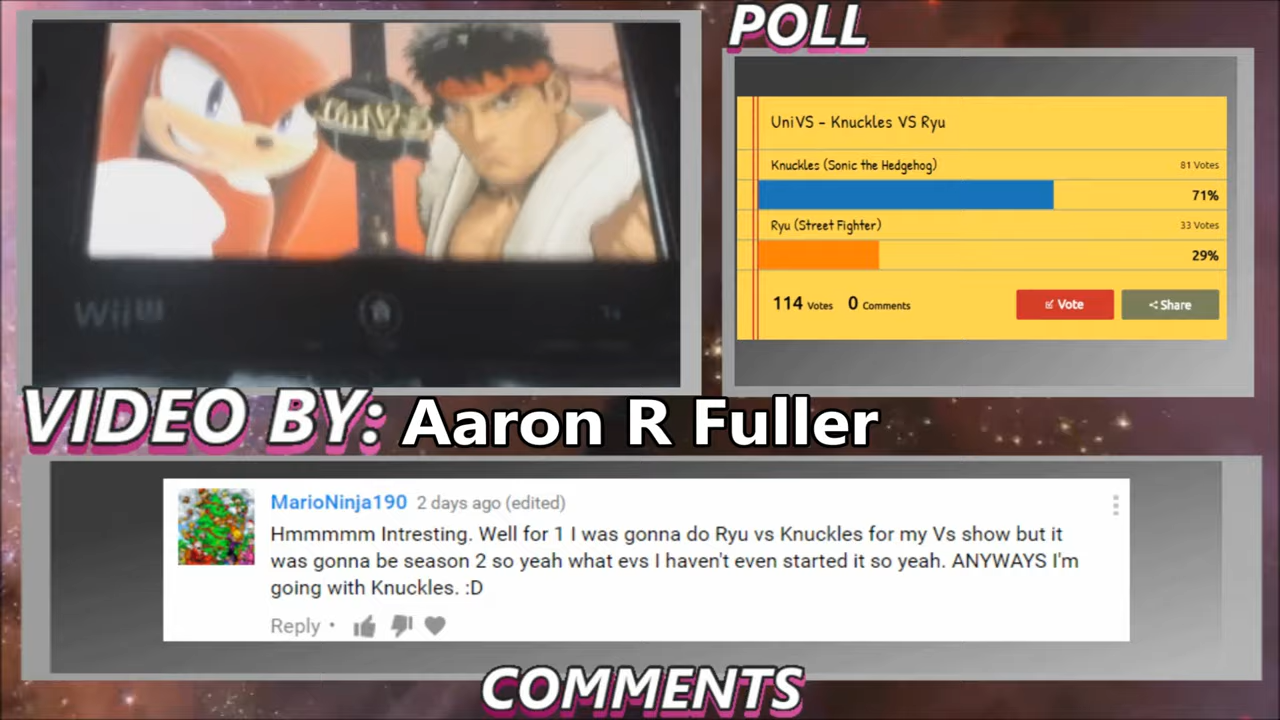 POLL
UniVS
UniVS - Knuckles VS Ryu
Knuckles (Sonic the Hedgehog) 81 Votes
71%
Ryu (Street Fighter) 33 Votes
29%
114 Votes 0 Comments Vote Share
Wii U
VIDEO BY: Aaron R Fuller
MarioNinja190 2 days ago (edited)
Hmmmmm Intresting. Well for 1 I was gonna do Ryu vs Knuckles for my Vs show but it
was gonna be season 2 so yeah what evs I haven't even started it so yeah. ANYWAYS I'm
going with Knuckles. :D
Reply •
COMMENTS